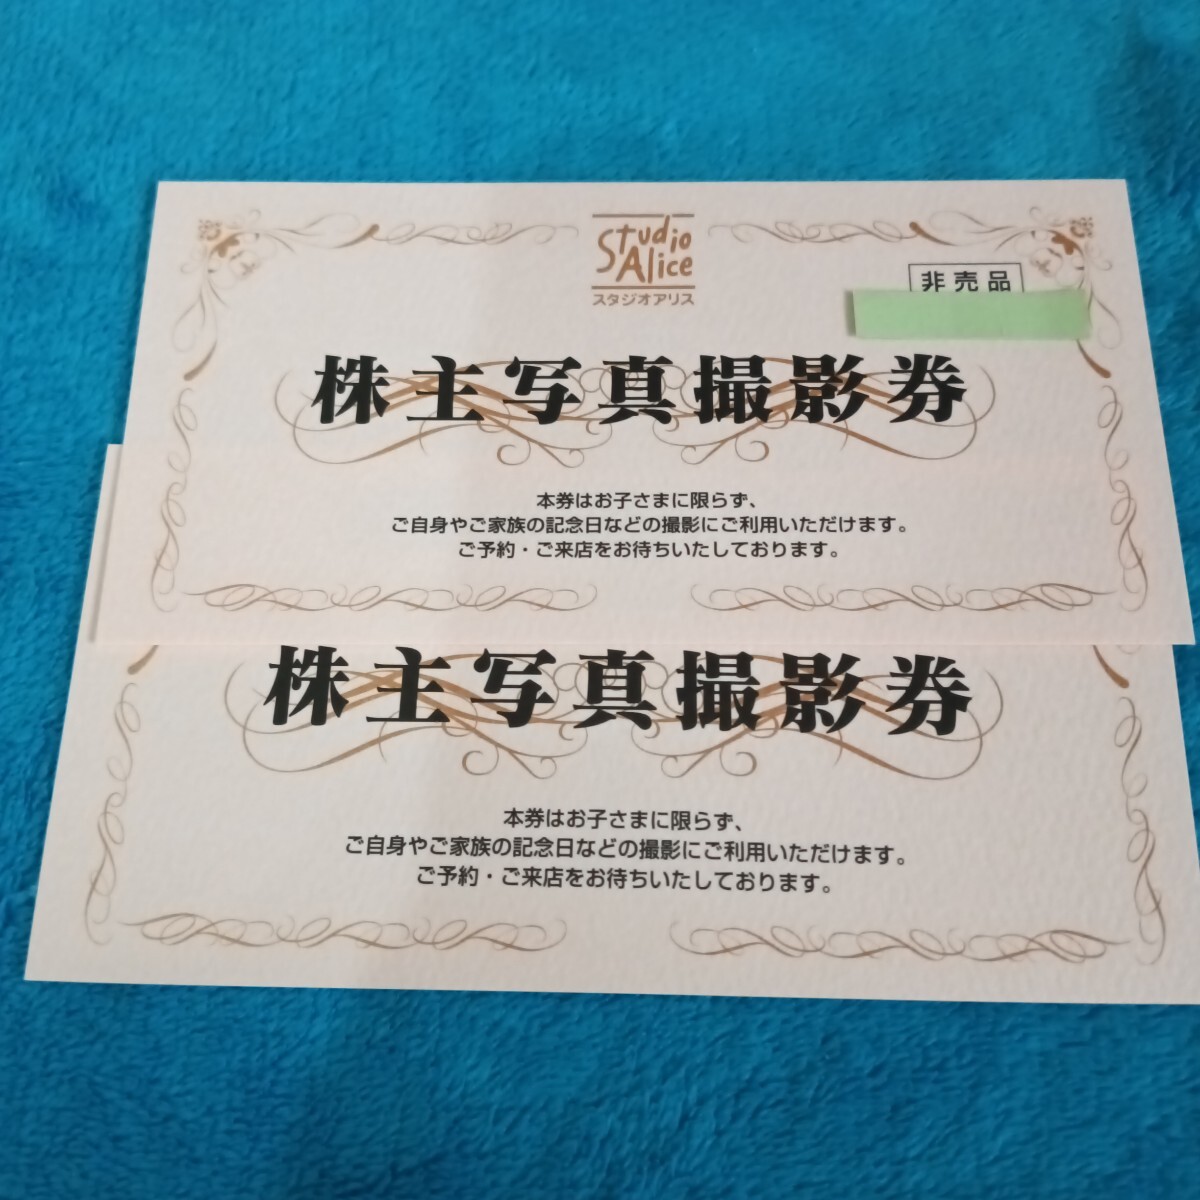 Studio
Alice
スタジオアリス
非売品
株主写真撮影券
本券はお子さまに限らず、
ご自身やご家族の記念日などの撮影にご利用いただけます。
ご予約・ご来店をお待ちいたしております。
株主写真撮影券
本券はお子さまに限らず、
ご自身やご家族の記念日などの撮影にご利用いただけます。
ご予約・ご来店をお待ちいたしております。